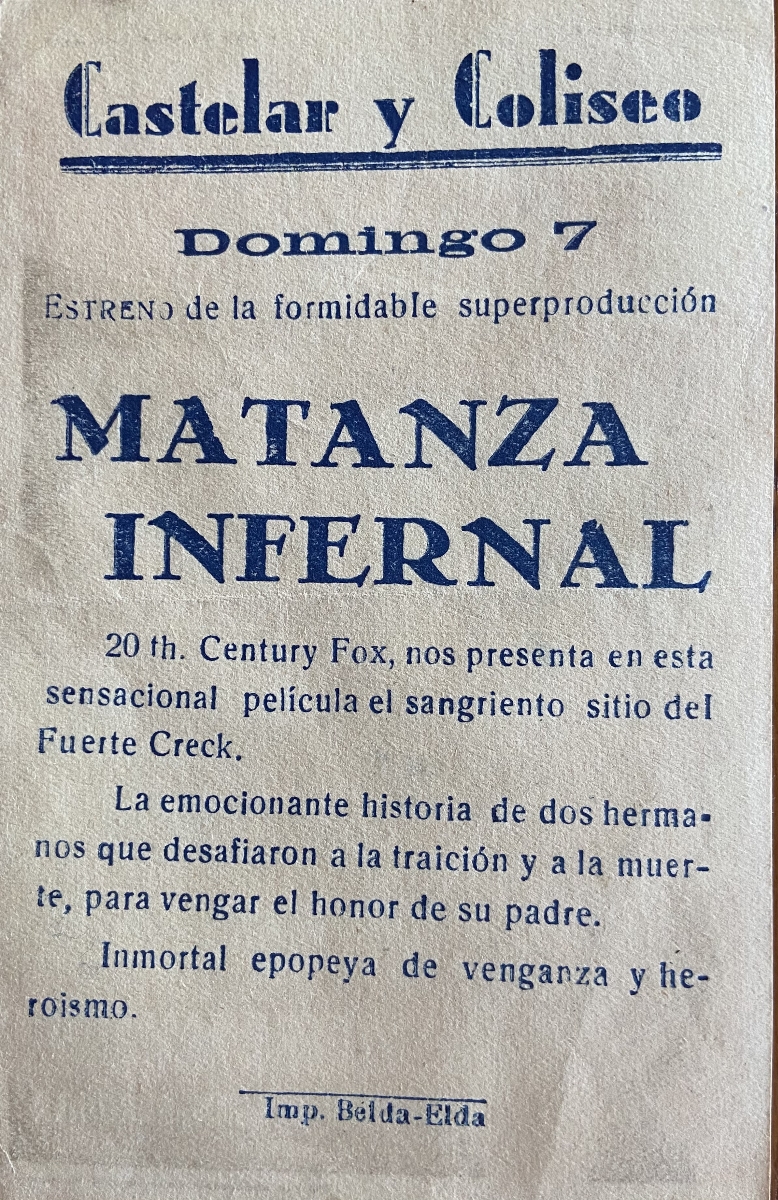 Castelar y Coliseo
Domingo 7
ESTRENO de la formidable superproducción
MATANZA
INFERNAL
20 th. Century Fox, nos presenta en esta
sensacional película el sangriento sitio del
Fuerte Creck.
La emocionante historia de dos herma-
nos que desafiaron a la traición y a la muer-
te, para vengar el honor de su padre.
Inmortal epopeya de venganza y he-
roismo.
Imp. Belda-Elda